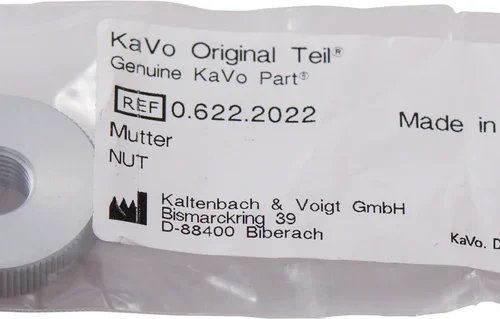 KaVo Original Teil®
Genuine KaVo Part®
REF 0.622.2022
Made in
Mutter
NUT
Kaltenbach & Voigt GmbH
Bismarckring 39
D-88400 Biberach
KaVo. D